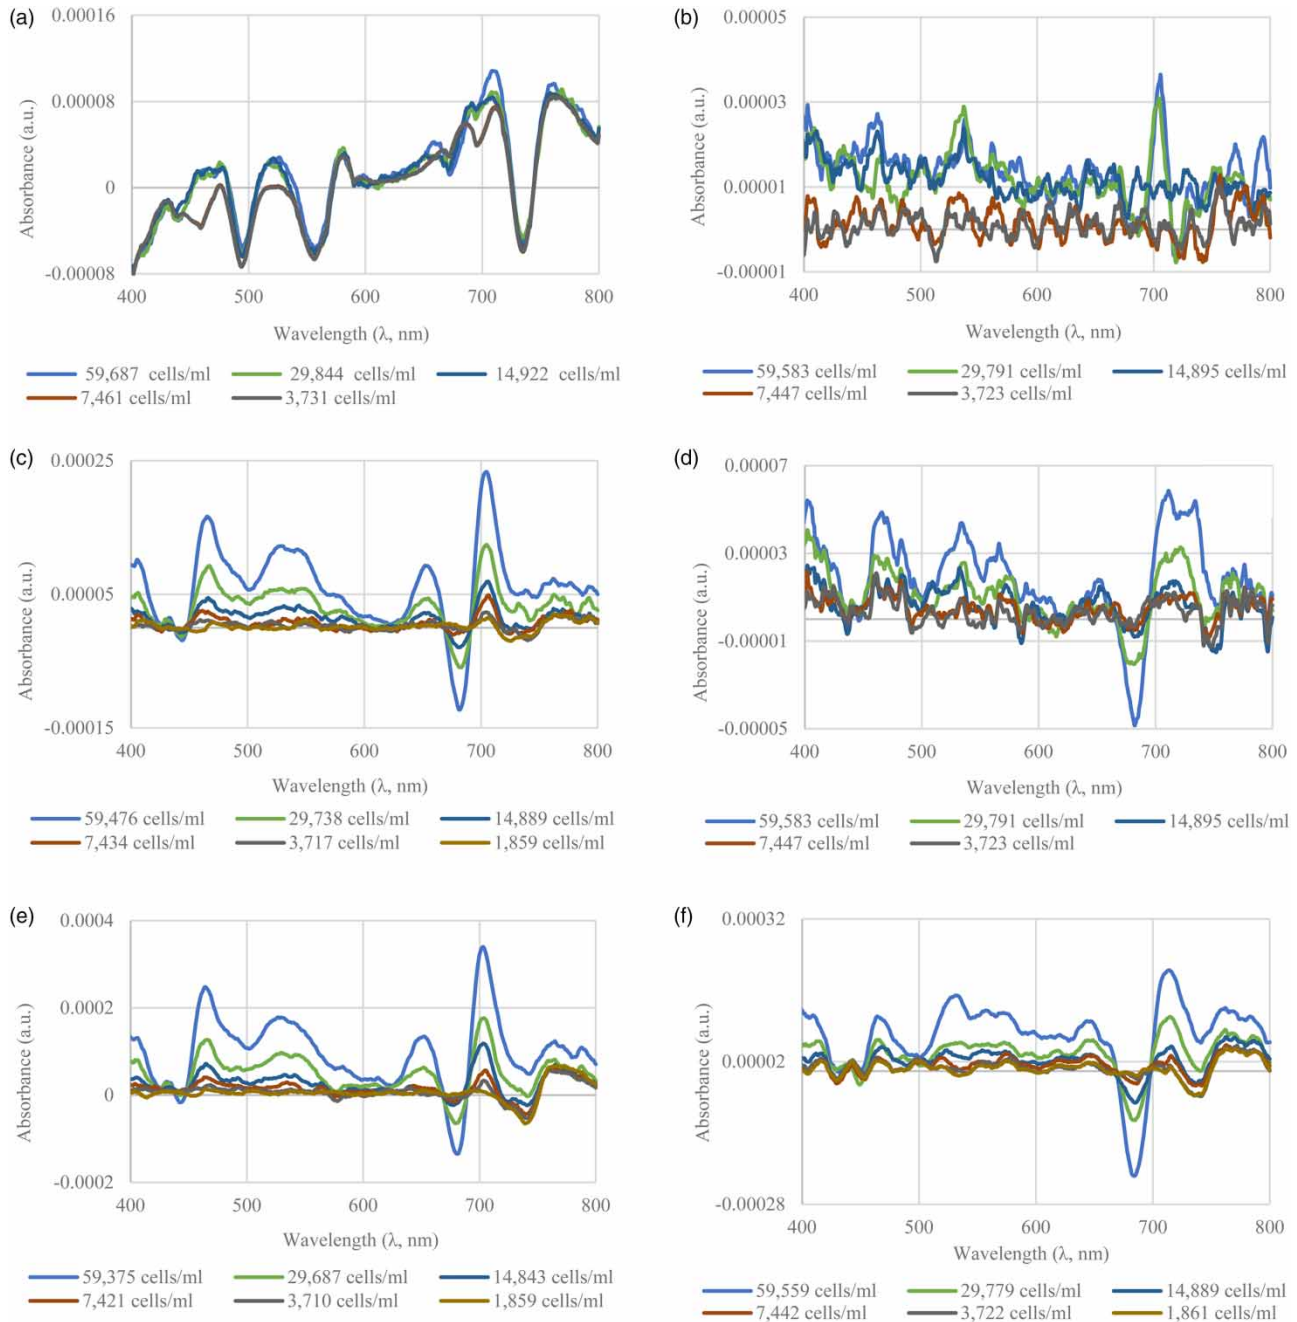 (a)
0.00016
0.00008
0
-0.00008
Absorbance (a.u.)
400 500 600 700 800
Wavelength (λ, nm)
59,687 cells/ml 29,844 cells/ml 14,922 cells/ml
7,461 cells/ml 3,731 cells/ml
(b)
0.00005
0.00003
0.00001
-0.00001
Absorbance (a.u.)
400 500 600 700 800
Wavelength (λ, nm)
59,583 cells/ml 29,791 cells/ml 14,895 cells/ml
7,447 cells/ml 3,723 cells/ml
(c)
0.00025
0.00005
-0.00015
Absorbance (a.u.)
400 500 600 700 800
Wavelength (λ, nm)
59,476 cells/ml 29,738 cells/ml 14,889 cells/ml
7,434 cells/ml 3,717 cells/ml 1,859 cells/ml
(d)
0.00007
0.00003
-0.00001
-0.00005
Absorbance (a.u.)
400 500 600 700 800
Wavelength (λ, nm)
59,583 cells/ml 29,791 cells/ml 14,895 cells/ml
7,447 cells/ml 3,723 cells/ml
(e)
0.0004
0.0002
0
-0.0002
Absorbance (a.u.)
400 500 600 700 800
Wavelength (λ, nm)
59,375 cells/ml 29,687 cells/ml 14,843 cells/ml
7,421 cells/ml 3,710 cells/ml 1,859 cells/ml
(f)
0.00032
0.00002
-0.00028
Absorbance (a.u.)
400 500 600 700 800
Wavelength (λ, nm)
59,559 cells/ml 29,779 cells/ml 14,889 cells/ml
7,442 cells/ml 3,722 cells/ml 1,861 cells/ml